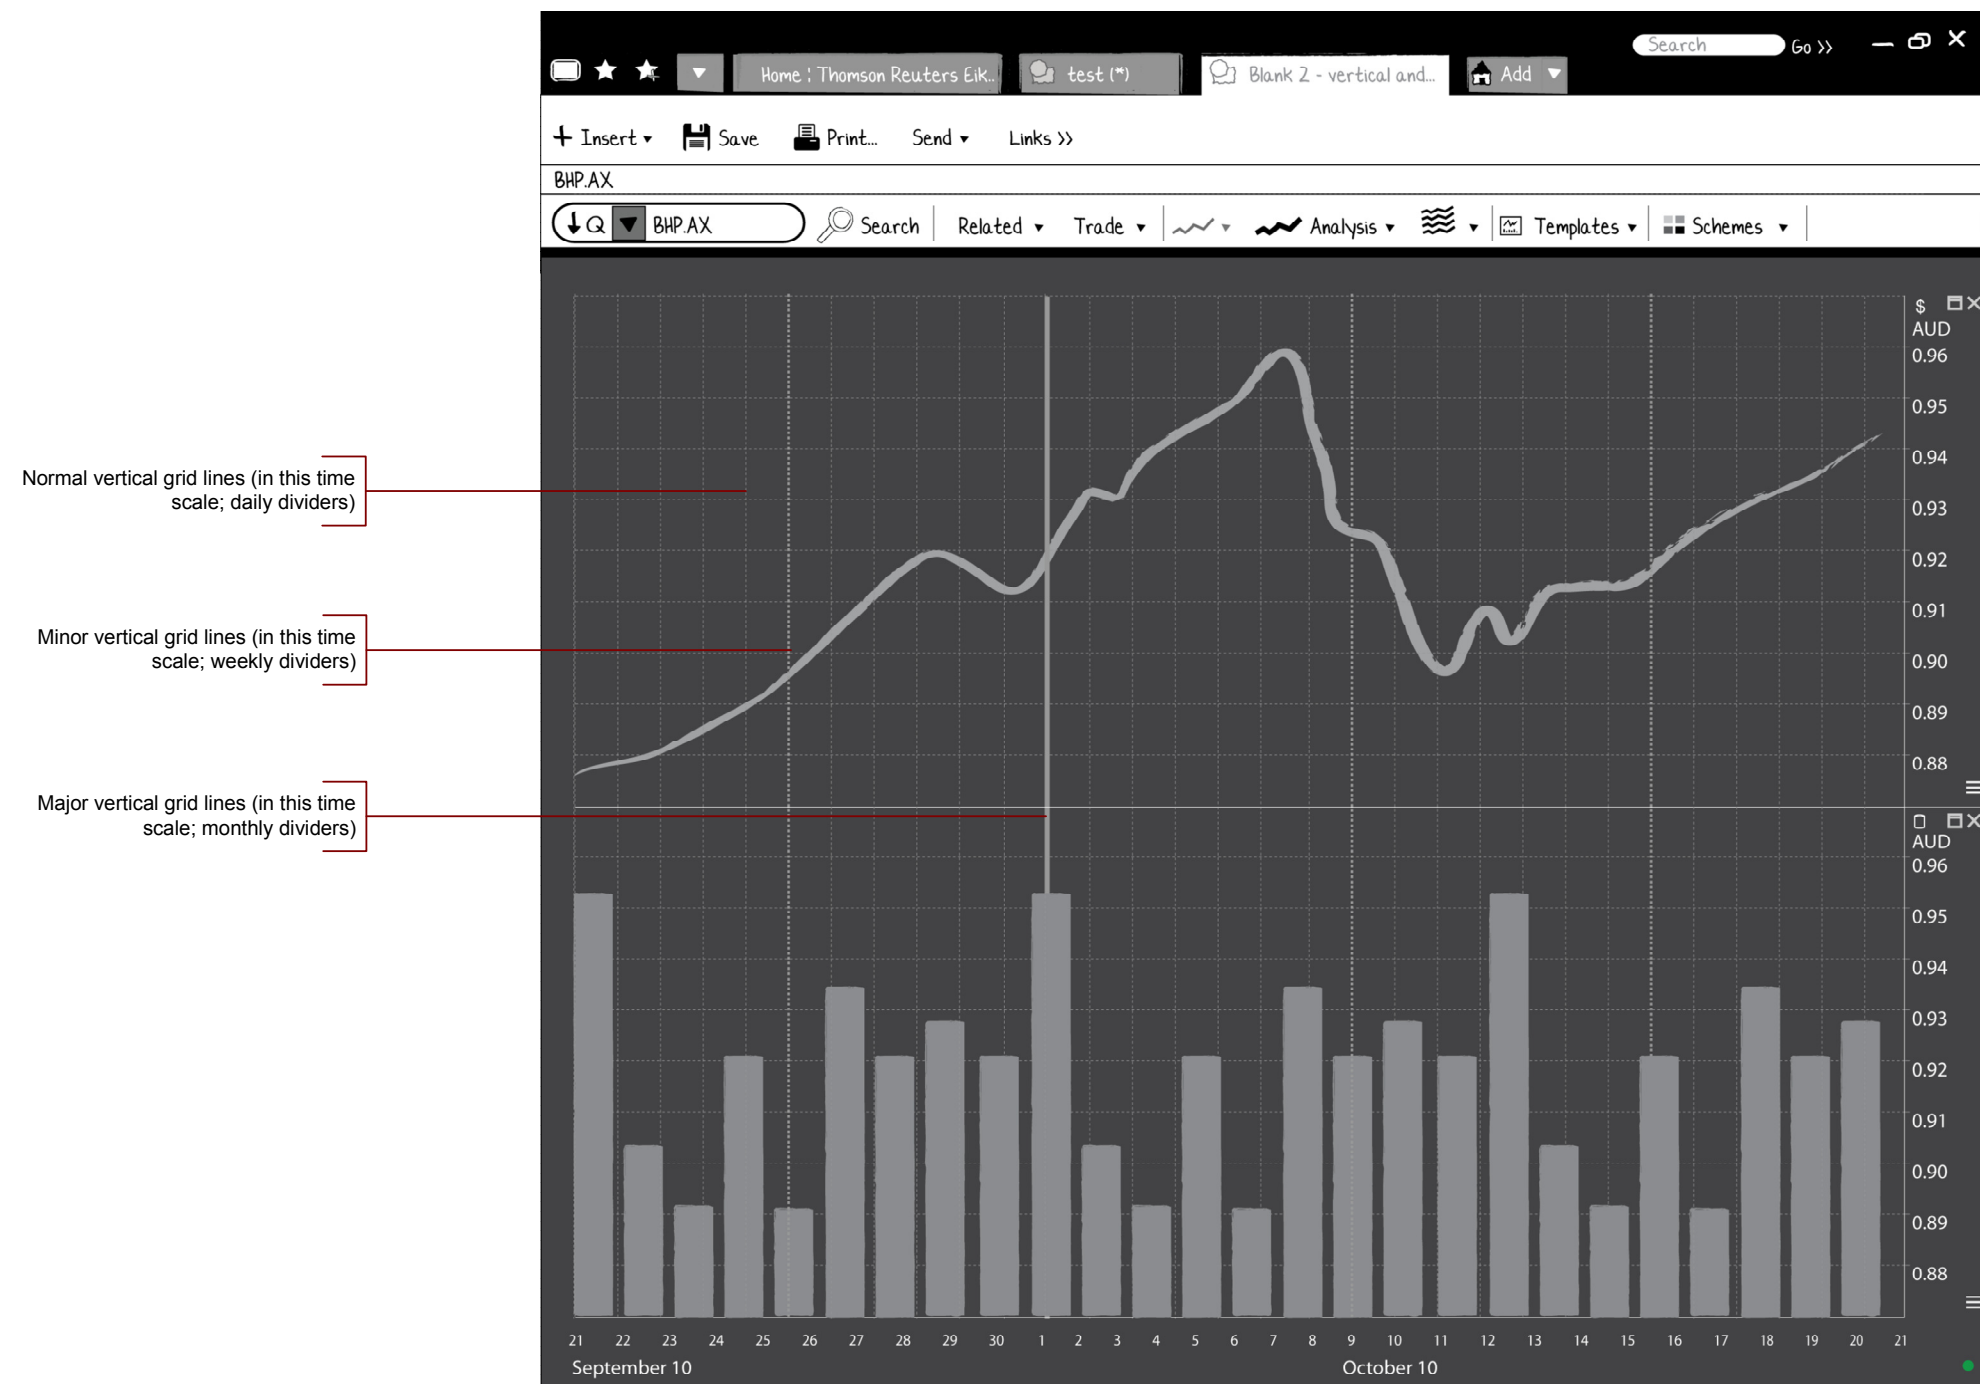 Search
Go >>
Home : Thomson Reuters Eik..
test (*)
Blank 2 - vertical and...
Add
Insert
Save
Print...
Send
Links >>
BHP.AX
Q
BHP.AX
Search
Related
Trade
Analysis
Templates
Schemes
$
AUD
0.96
0.95
0.94
0.93
0.92
0.91
0.90
0.89
0.88
Normal vertical grid lines (in this time
scale; daily dividers)
Minor vertical grid lines (in this time
scale; weekly dividers)
Major vertical grid lines (in this time
scale; monthly dividers)
AUD
0.96
0.95
0.94
0.93
0.92
0.91
0.90
0.89
0.88
21 22 23 24 25 26 27 28 29 30 1 2 3 4 5 6 7 8 9 10 11 12 13 14 15 16 17 18 19 20 21
September 10 October 10